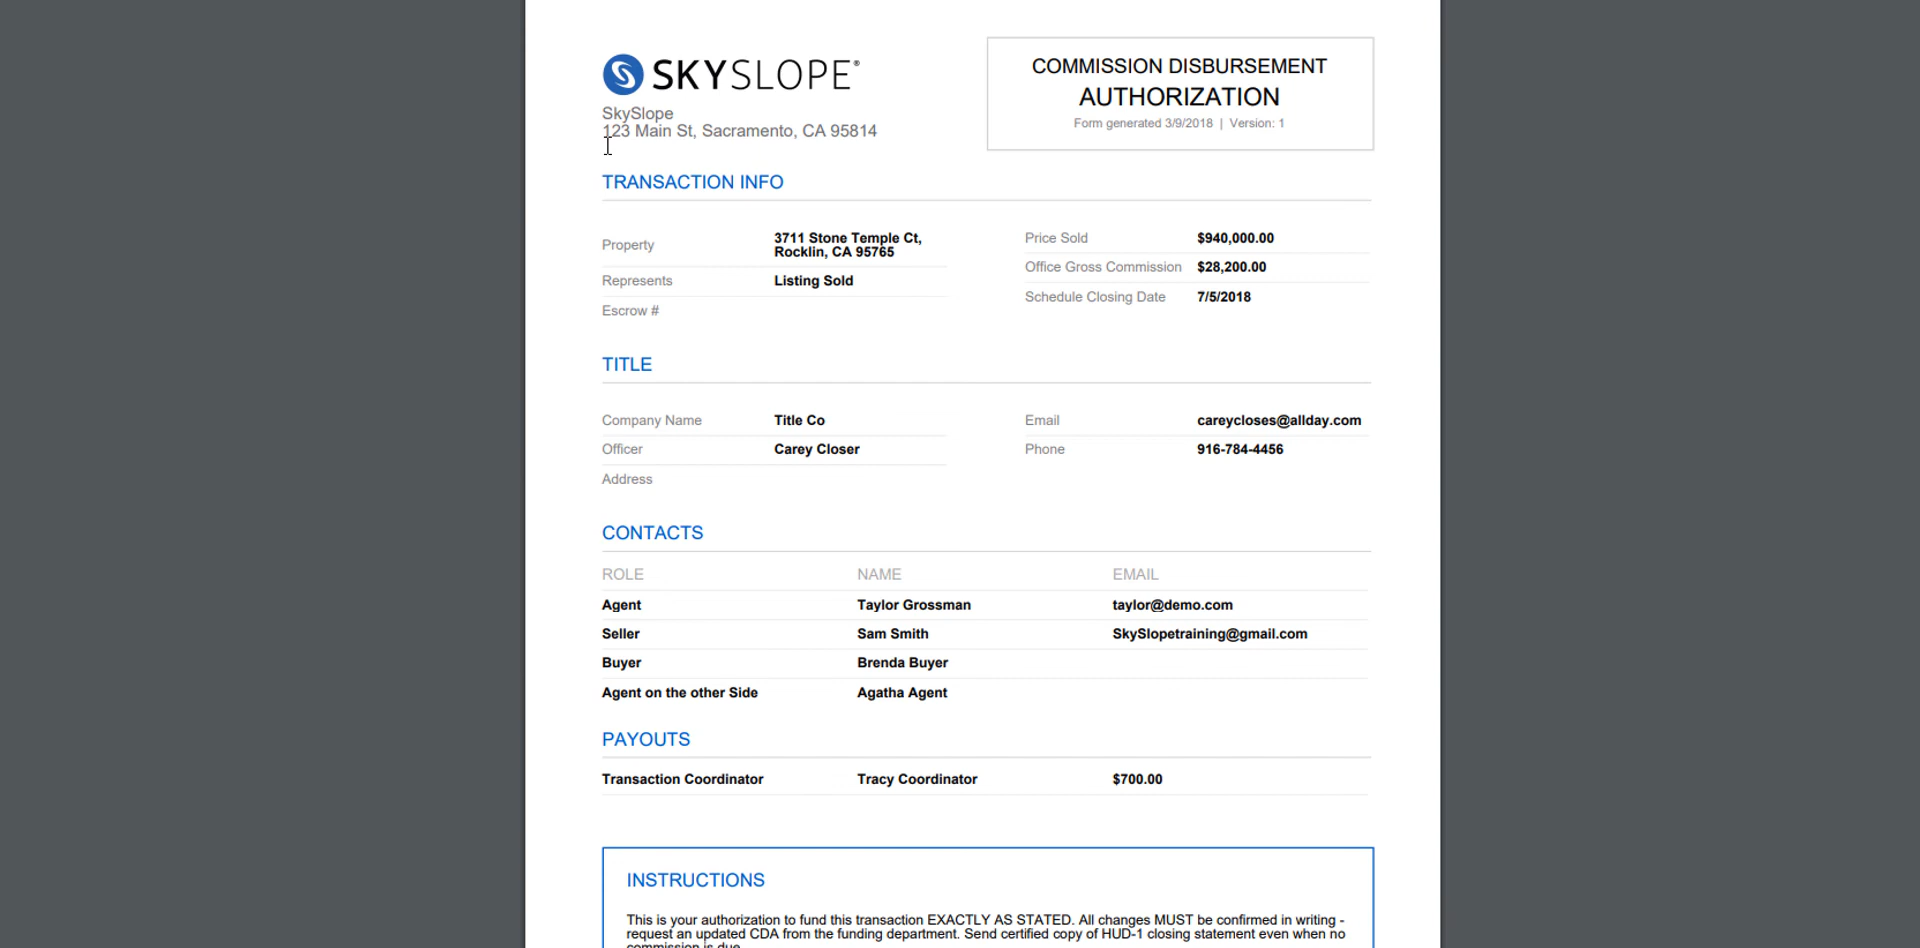 SKYSLOPE®
SkySlope
123 Main St, Sacramento, CA 95814
COMMISSION DISBURSEMENT
AUTHORIZATION
Form generated 3/9/2018 | Version: 1
TRANSACTION INFO
Property 3711 Stone Temple Ct,
Rocklin, CA 95765
Represents Listing Sold
Escrow #
Price Sold $940,000.00
Office Gross Commission $28,200.00
Schedule Closing Date 7/5/2018
TITLE
Company Name Title Co
Officer Carey Closer
Address
Email careycloses@allday.com
Phone 916-784-4456
CONTACTS
ROLE NAME EMAIL
Agent Taylor Grossman taylor@demo.com
Seller Sam Smith SkySlopetraining@gmail.com
Buyer Brenda Buyer
Agent on the other Side Agatha Agent
PAYOUTS
Transaction Coordinator Tracy Coordinator $700.00
INSTRUCTIONS
This is your authorization to fund this transaction EXACTLY AS STATED. All changes MUST be confirmed in writing -
request an updated CDA from the funding department. Send certified copy of HUD-1 closing statement even when no
commission is due